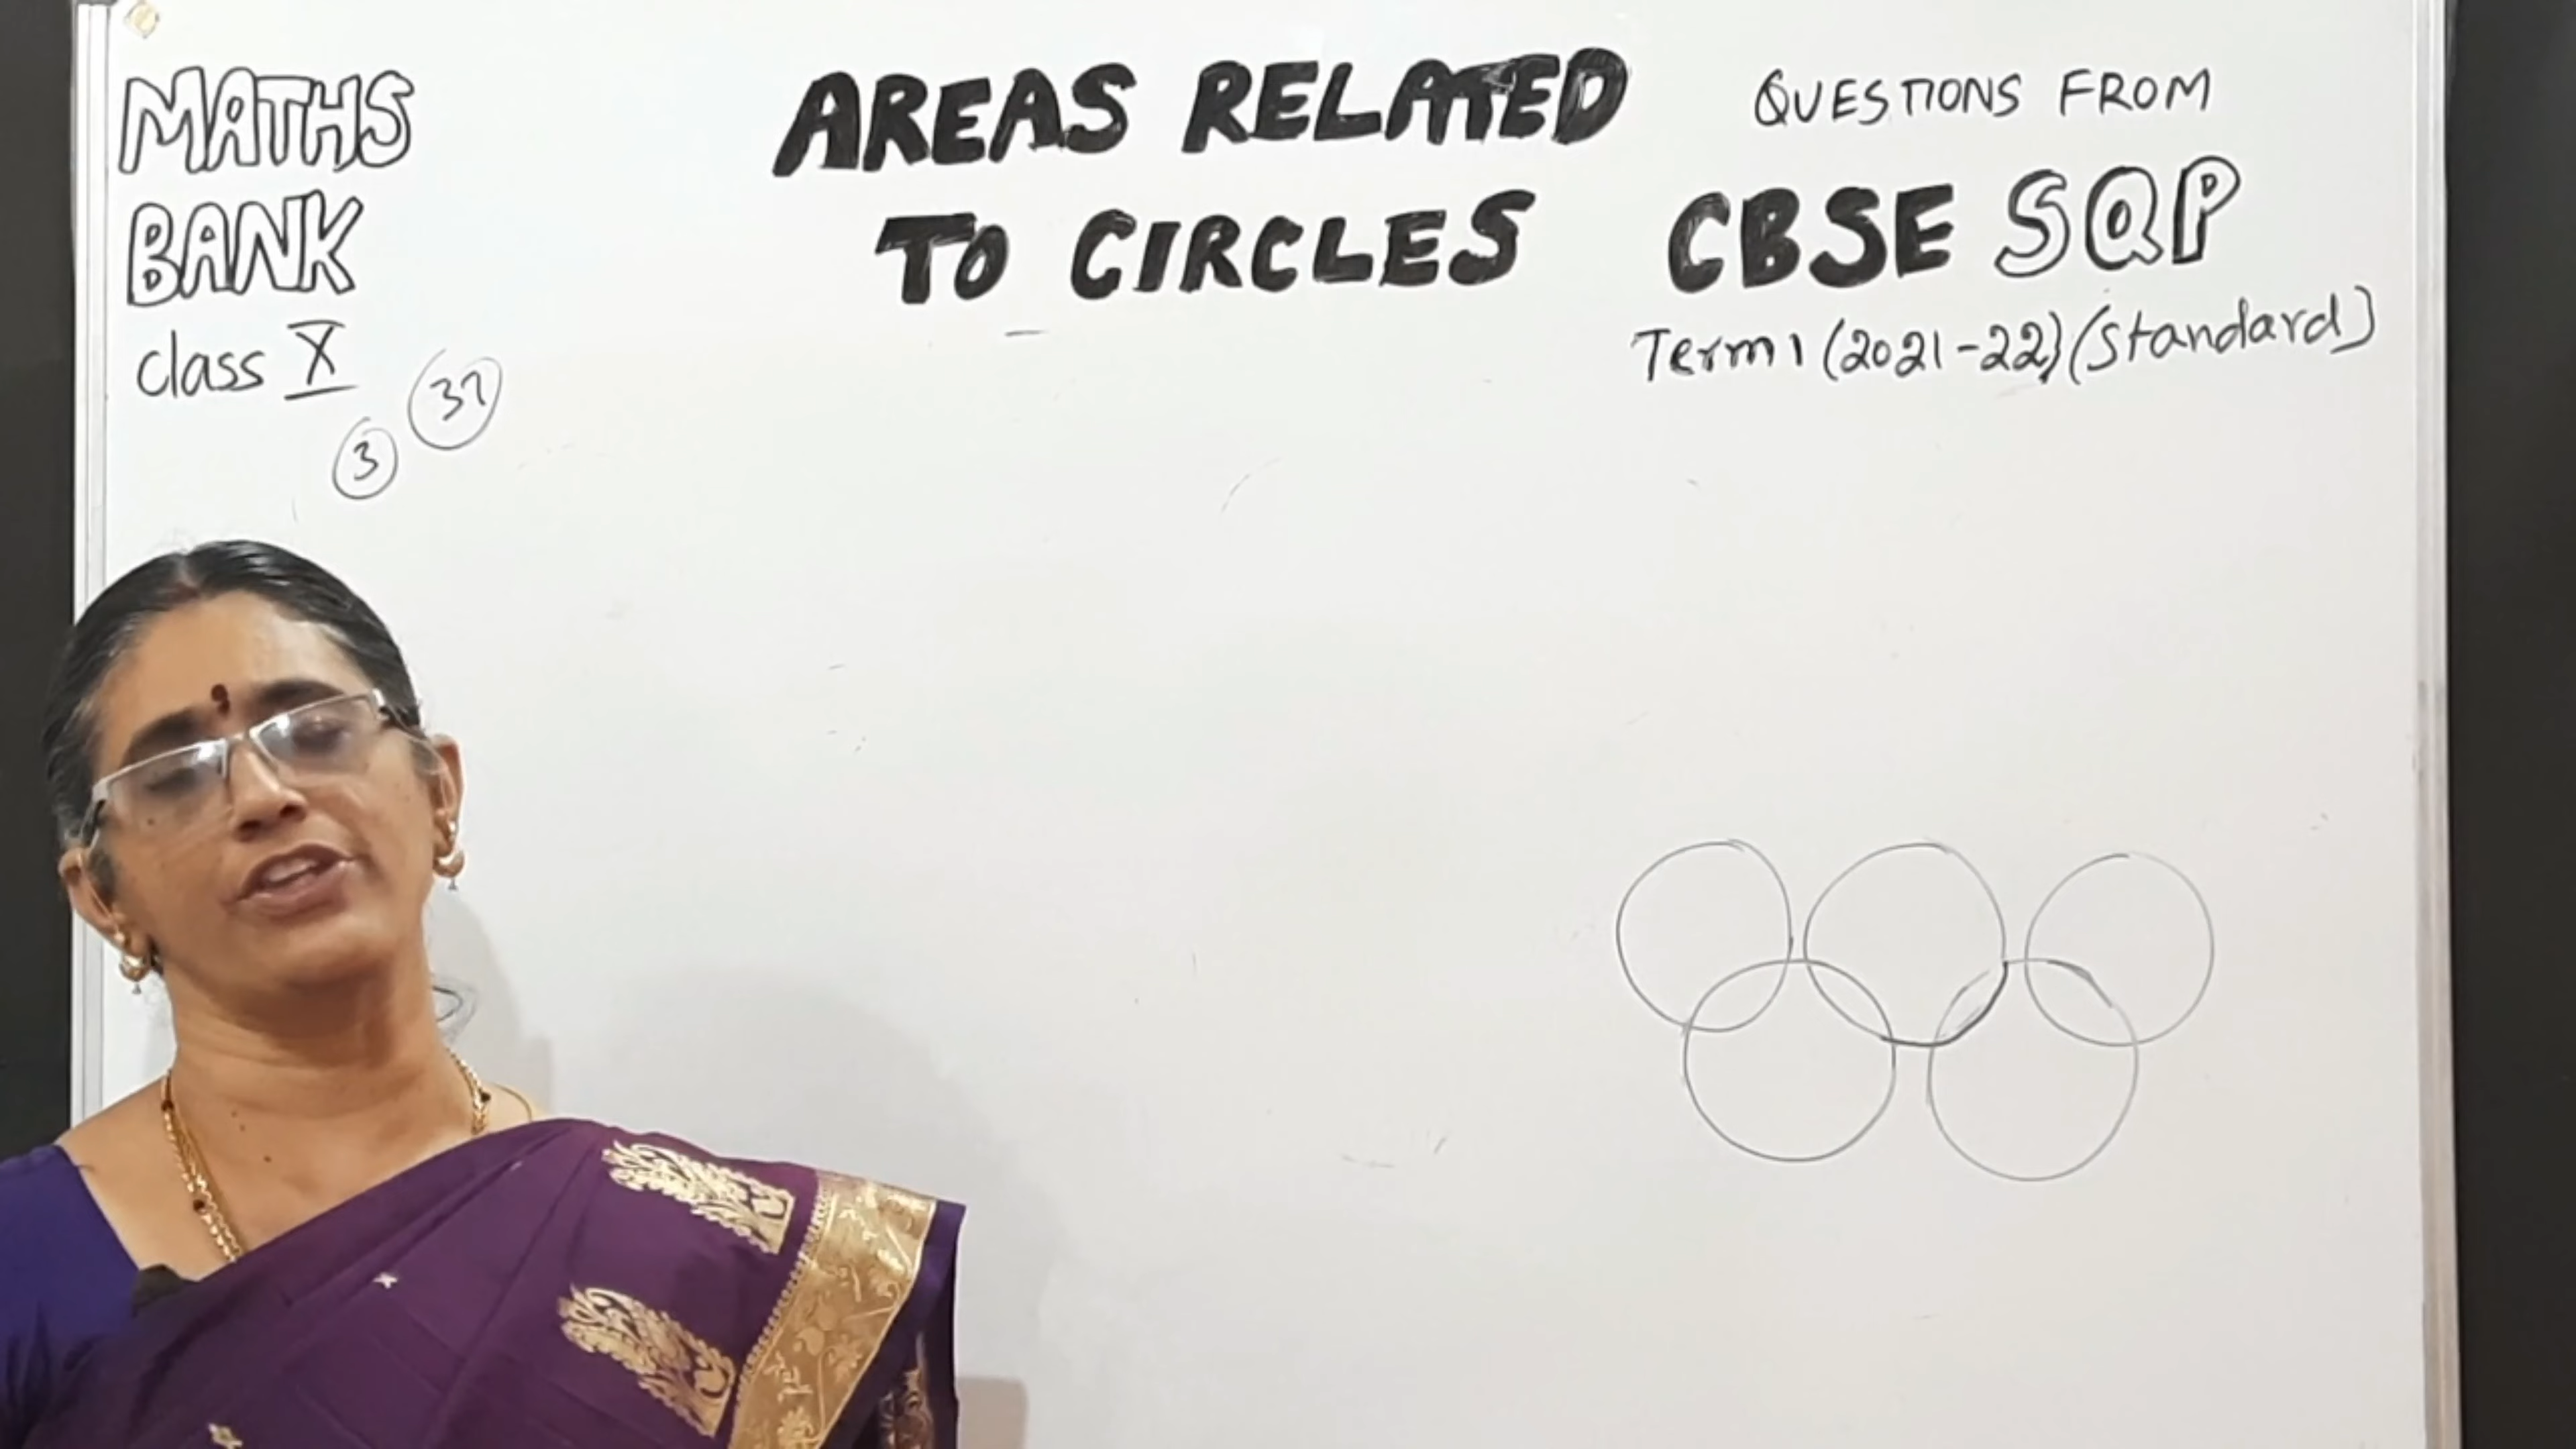 MATHS
BANK
class X
37
3
AREAS RELATED
TO CIRCLES
QUESTIONS FROM
CBSE SQP
Term 1 (2021-22) (Standard)